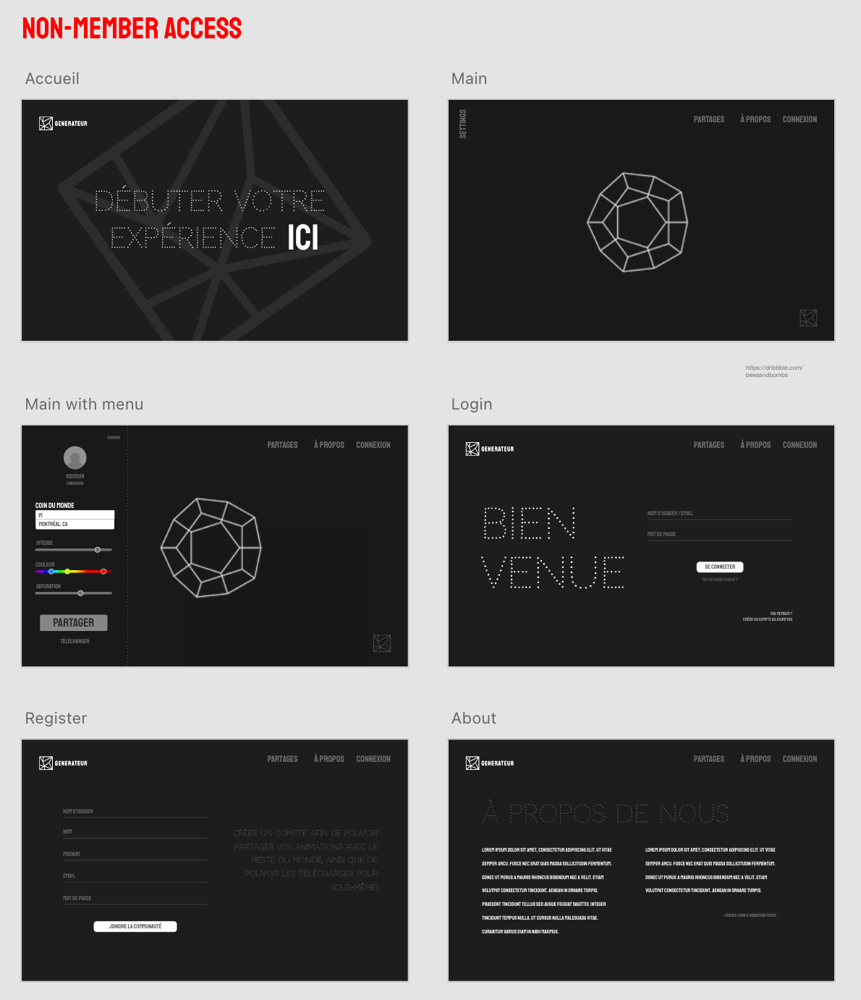 NON-MEMBER ACCESS
Accueil
GENERATEUR
DÉBUTER VOTRE
EXPÉRIENCE ICI
Main
SETTINGS
PARTAGES À PROPOS CONNEXION
https://dribbble.com/
beesandbombs
Main with menu
FERMER
PARTAGES À PROPOS CONNEXION
VISITEUR
CONNEXION
COIN DU MONDE
M
MONTRÉAL, CA
VITESSE
COULEUR
SATURATION
PARTAGER
TÉLÉCHARGER
Login
GENERATEUR
PARTAGES À PROPOS CONNEXION
BIEN
VENUE
NOM D'USAGER / EMAIL
MOT DE PASSE
SE CONNECTER
MOT DE PASSE OUBLIÉ ?
PAS MEMBER ?
CRÉER UN COMPTE AUJOURD'HUI
Register
GENERATEUR
PARTAGES À PROPOS CONNEXION
NOM D'USAGER
NOM
PRENOM
EMAIL
MOT DE PASSE
JOINDRE LA COMMUNAUTÉ
CRÉER UN COMPTE AFIN DE POUVOIR
PARTAGER VOS ANIMATIONS AVEC LE
RESTE DU MONDE, AINSI QUE DE
POUVOIR LES TÉLÉCHARGER POUR
VOUS-MÊME!
About
GENERATEUR
PARTAGES À PROPOS CONNEXION
À PROPOS DE NOUS
LOREM IPSUM DOLOR SIT AMET, CONSECTETUR ADIPISCING ELIT. UT VITAE
SEMPER ARCU. FUSCE NEC ERAT QUIS MASSA SOLLICITUDIN FERMENTUM.
DONEC UT PURUS A MAURIS RHONCUS BIBENDUM NEC A VELIT. ETIAM
VOLUTPAT CONSECTETUR TINCIDUNT. AENEAN IN ORNARE TURPIS.
PRAESENT TINCIDUNT TELLUS SED AUGUE FEUGIAT SAGITTIS. INTEGER
TINCIDUNT TEMPUS NULLA, UT CURSUS NULLA MALESUADA VITAE.
CURABITUR VARIUS DIAM IN NIBH MAXIMUS.
LOREM IPSUM DOLOR SIT AMET, CONSECTETUR ADIPISCING ELIT. UT VITAE
SEMPER ARCU. FUSCE NEC ERAT QUIS MASSA SOLLICITUDIN FERMENTUM.
DONEC UT PURUS A MAURIS RHONCUS BIBENDUM NEC A VELIT. ETIAM
VOLUTPAT CONSECTETUR TINCIDUNT. AENEAN IN ORNARE TURPIS.
- JESSICA CHAN & SEBASTIAN PEREZ